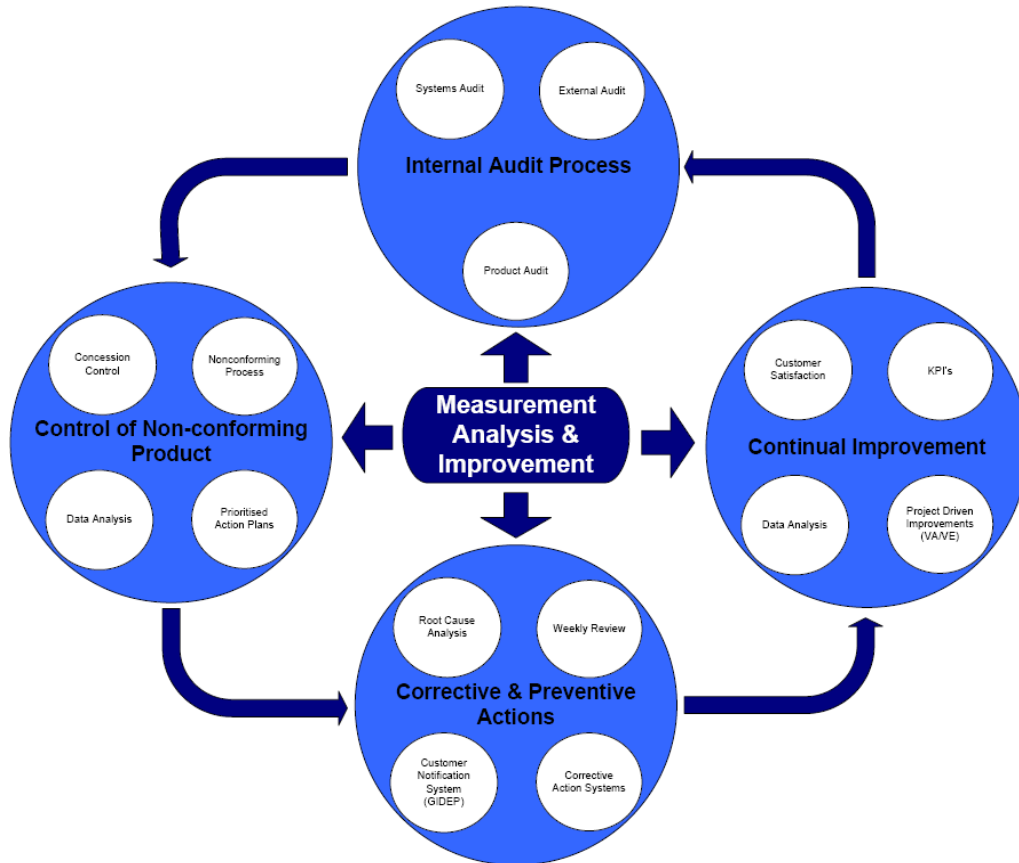 Systems Audit
External Audit
Internal Audit Process
Product Audit
Concession
Control
Nonconforming
Process
Control of Non-conforming
Product
Data Analysis
Prioritised
Action Plans
Measurement
Analysis &
Improvement
Customer
Satisfaction
KPI's
Continual Improvement
Data Analysis
Project Driven
Improvements
(VA/VE)
Root Cause
Analysis
Weekly Review
Corrective & Preventive
Actions
Customer
Notification
System
(GIDEP)
Corrective
Action Systems